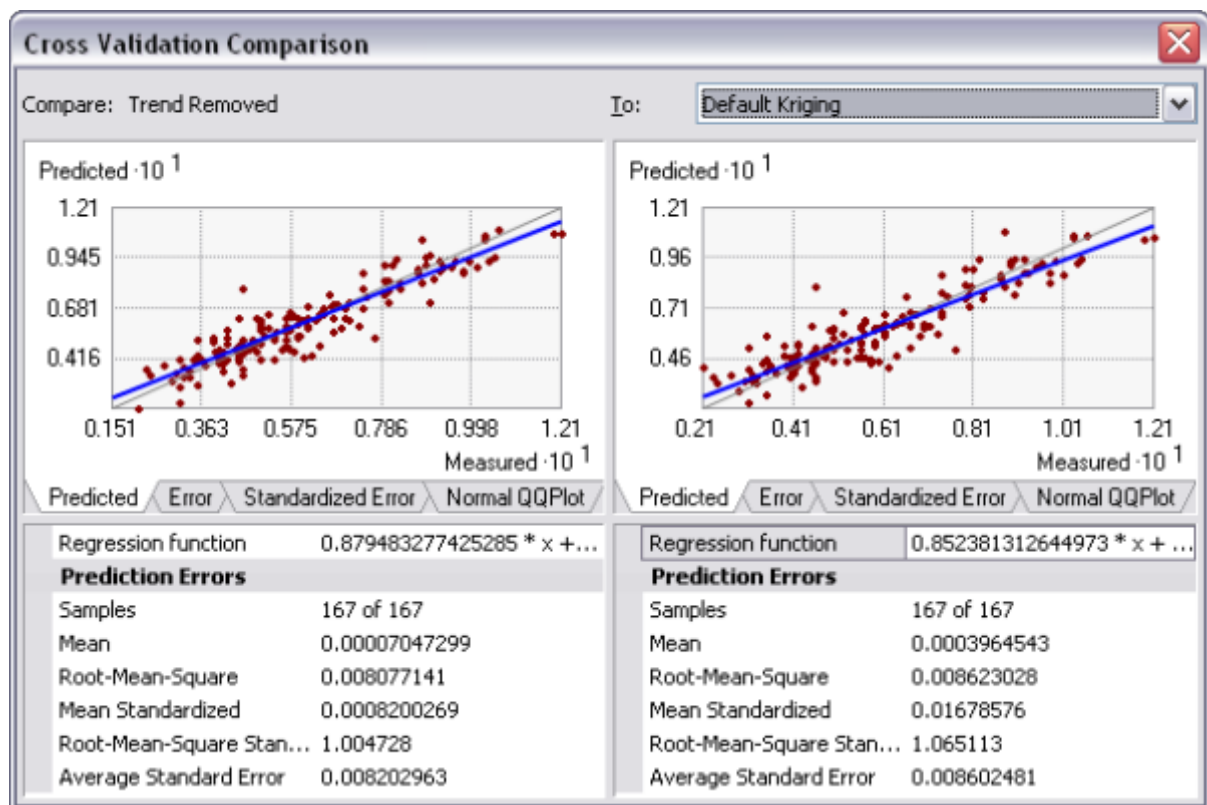 Cross Validation Comparison
Compare: Trend Removed
To: Default Kriging
Predicted ·10 1
1.21
0.945
0.681
0.416
0.151 0.363 0.575 0.786 0.998 1.21
Measured ·10 1
Predicted Error Standardized Error Normal QQPlot
Predicted ·10 1
1.21
0.96
0.71
0.46
0.21 0.41 0.61 0.81 1.01 1.21
Measured ·10 1
Predicted Error Standardized Error Normal QQPlot
Regression function 0.879483277425285 * x +...
Prediction Errors
Samples 167 of 167
Mean 0.00007047299
Root-Mean-Square 0.008077141
Mean Standardized 0.0008200269
Root-Mean-Square Stan... 1.004728
Average Standard Error 0.008202963
Regression function 0.852381312644973 * x + ...
Prediction Errors
Samples 167 of 167
Mean 0.0003964543
Root-Mean-Square 0.008623028
Mean Standardized 0.01678576
Root-Mean-Square Stan... 1.065113
Average Standard Error 0.008602481